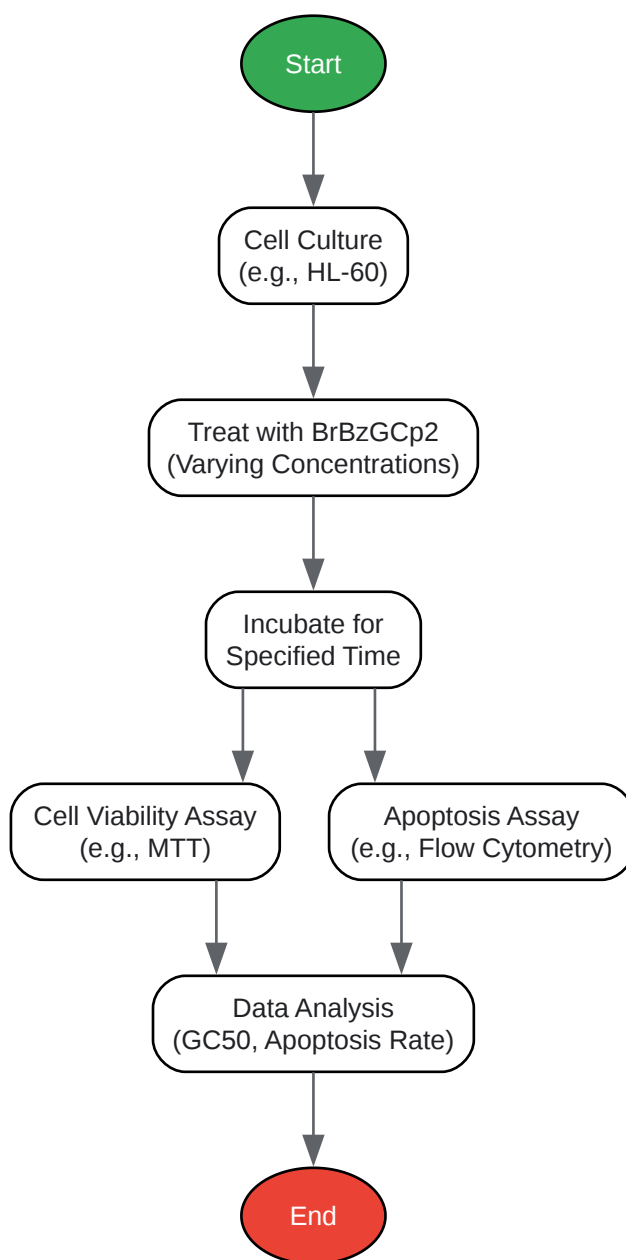 Start
Cell Culture
(e.g., HL-60)
Treat with BrBzGCp2
(Varying Concentrations)
Incubate for
Specified Time
Cell Viability Assay
(e.g., MTT)
Apoptosis Assay
(e.g., Flow Cytometry)
Data Analysis
(GC50, Apoptosis Rate)
End